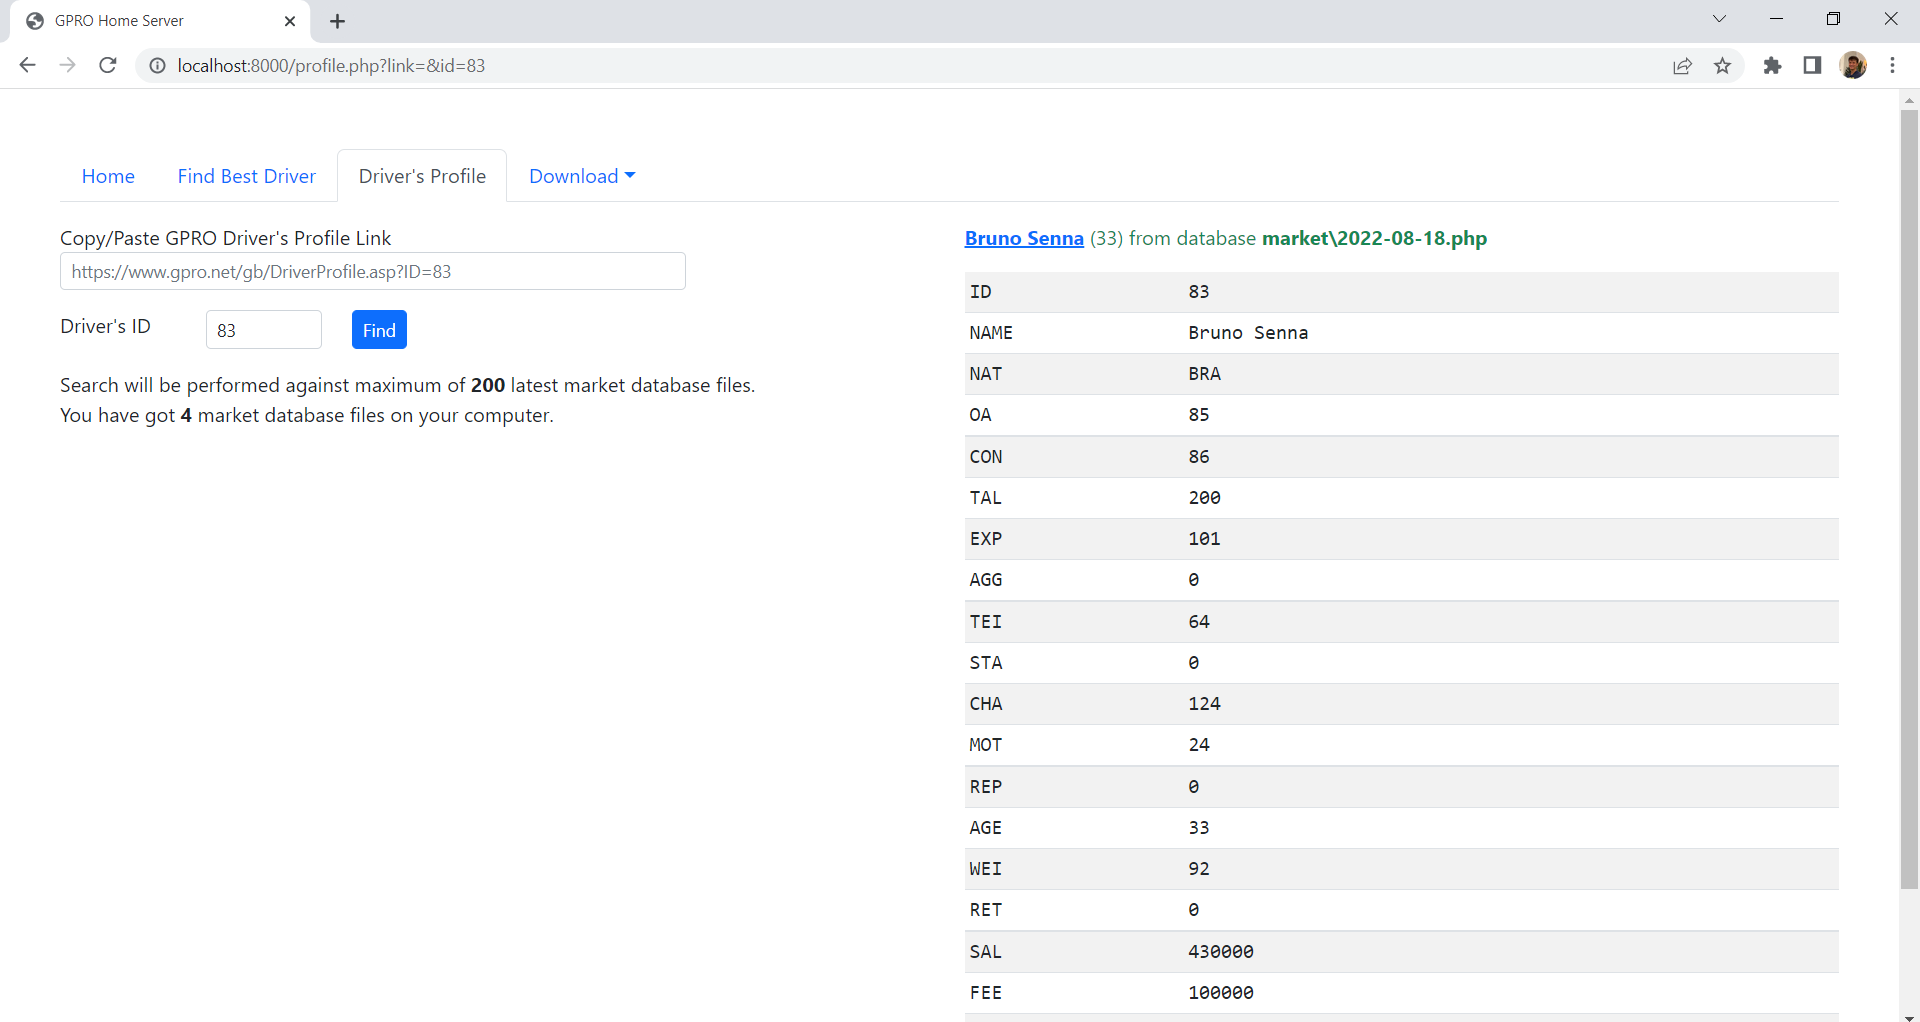 GPRO Home Server
localhost:8000/profile.php?link=&id=83
Home Find Best Driver Driver's Profile Download
Copy/Paste GPRO Driver's Profile Link
https://www.gpro.net/gb/DriverProfile.asp?ID=83
Driver's ID 83 Find
Search will be performed against maximum of 200 latest market database files.
You have got 4 market database files on your computer.
Bruno Senna (33) from database market\2022-08-18.php
ID 83
NAME Bruno Senna
NAT BRA
OA 85
CON 86
TAL 200
EXP 101
AGG 0
TEI 64
STA 0
CHA 124
MOT 24
REP 0
AGE 33
WEI 92
RET 0
SAL 430000
FEE 100000